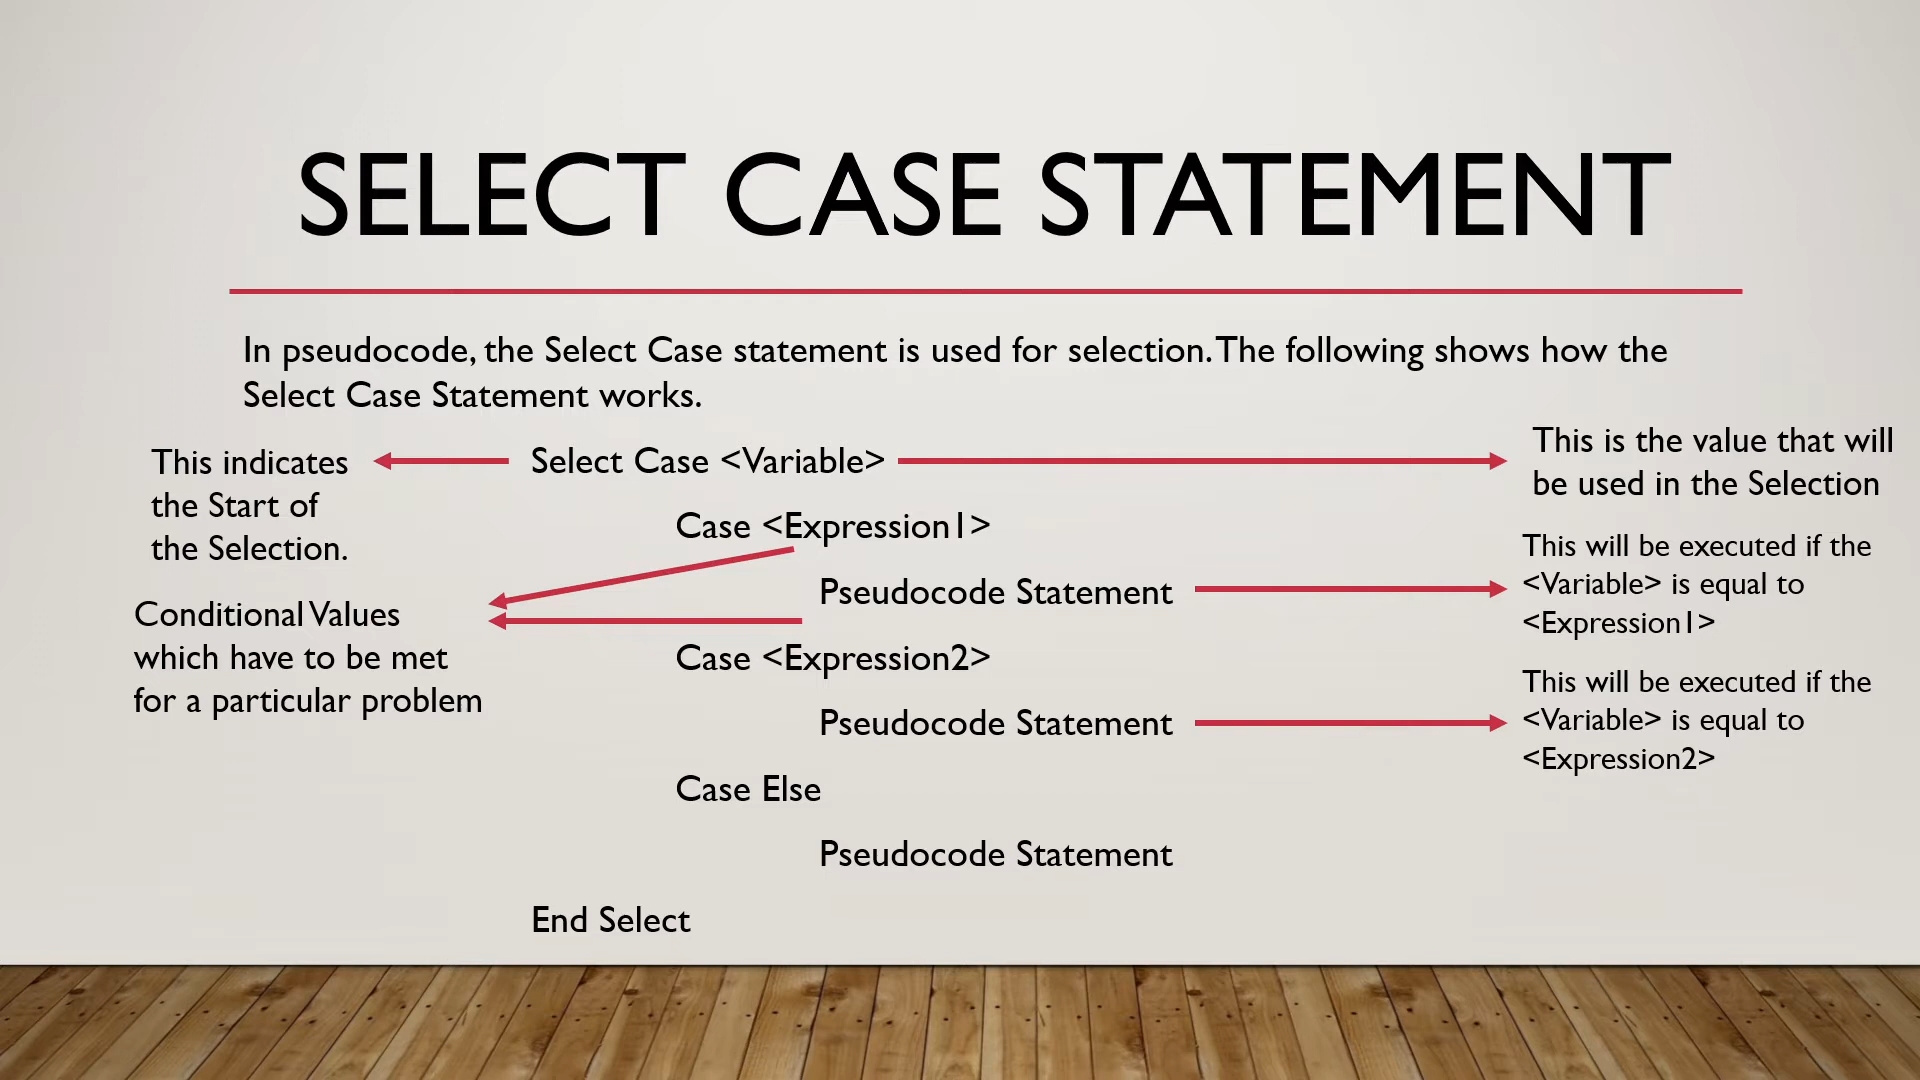 SELECT CASE STATEMENT
In pseudocode, the Select Case statement is used for selection. The following shows how the
Select Case Statement works.
This indicates
the Start of
the Selection.
Conditional Values
which have to be met
for a particular problem
Select Case <Variable>
Case <Expression1>
Pseudocode Statement
Case <Expression2>
Pseudocode Statement
Case Else
Pseudocode Statement
End Select
This is the value that will
be used in the Selection
This will be executed if the
<Variable> is equal to
<Expression1>
This will be executed if the
<Variable> is equal to
<Expression2>